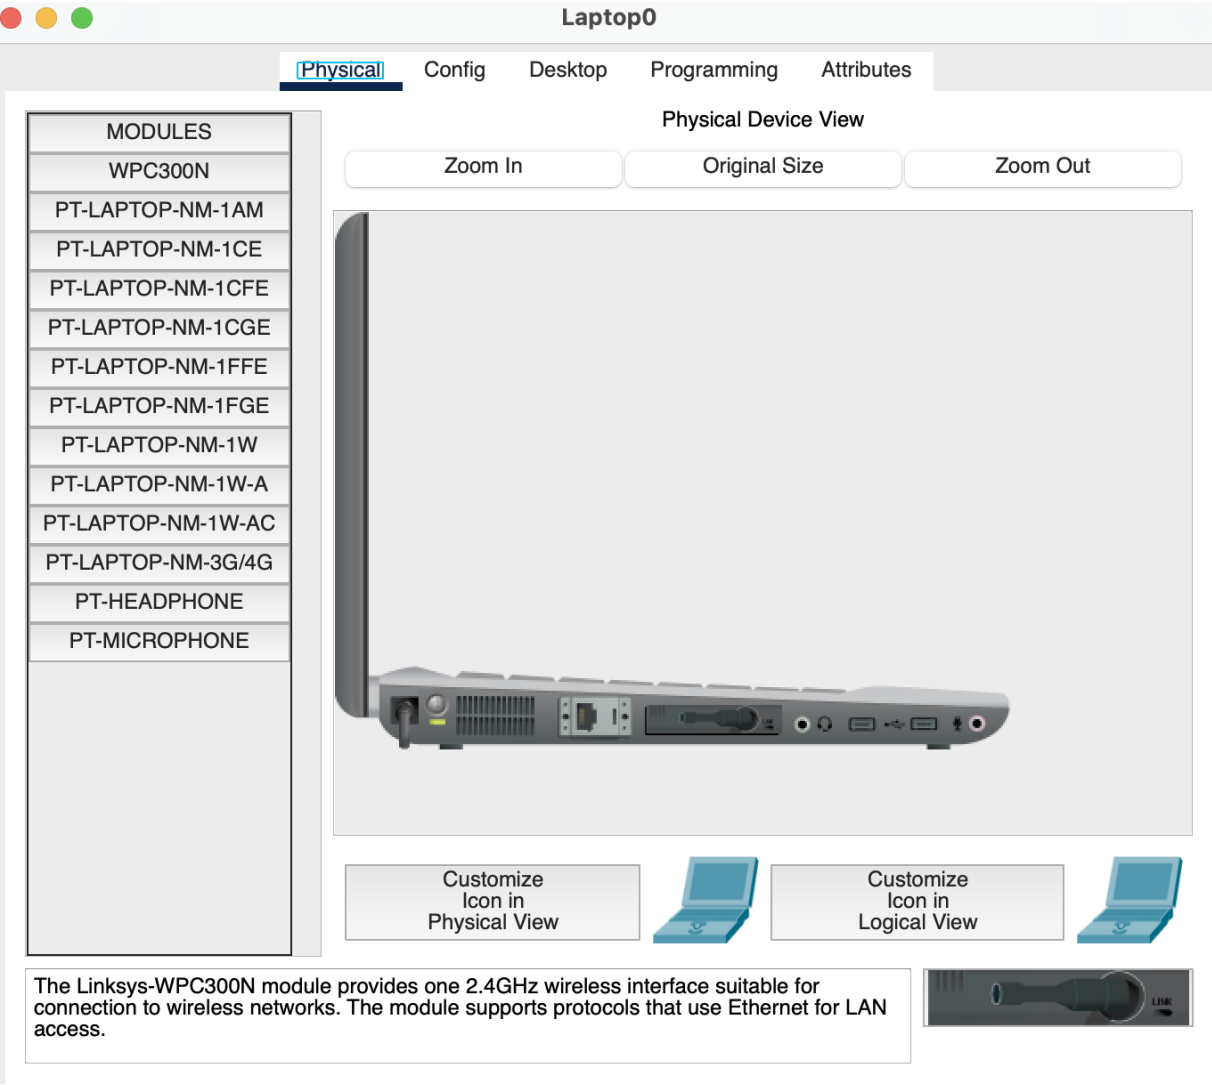 Laptop0
Physical
Config
Desktop
Programming
Attributes
MODULES
WPC300N
PT-LAPTOP-NM-1AM
PT-LAPTOP-NM-1CE
PT-LAPTOP-NM-1CFE
PT-LAPTOP-NM-1CGE
PT-LAPTOP-NM-1FFE
PT-LAPTOP-NM-1FGE
PT-LAPTOP-NM-1W
PT-LAPTOP-NM-1W-A
PT-LAPTOP-NM-1W-AC
PT-LAPTOP-NM-3G/4G
PT-HEADPHONE
PT-MICROPHONE
Physical Device View
Zoom In
Original Size
Zoom Out
Customize
Icon in
Physical View
Customize
Icon in
Logical View
The Linksys-WPC300N module provides one 2.4GHz wireless interface suitable for
connection to wireless networks. The module supports protocols that use Ethernet for LAN
access.
LINK